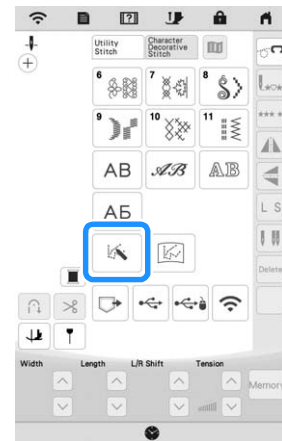 Utility
Stitch
Character
Decorative
Stitch
6
7
8
9
10
11
AB
AB
AB
АБ
L S
Delete
Width
Length
L/R Shift
Tension
Memory